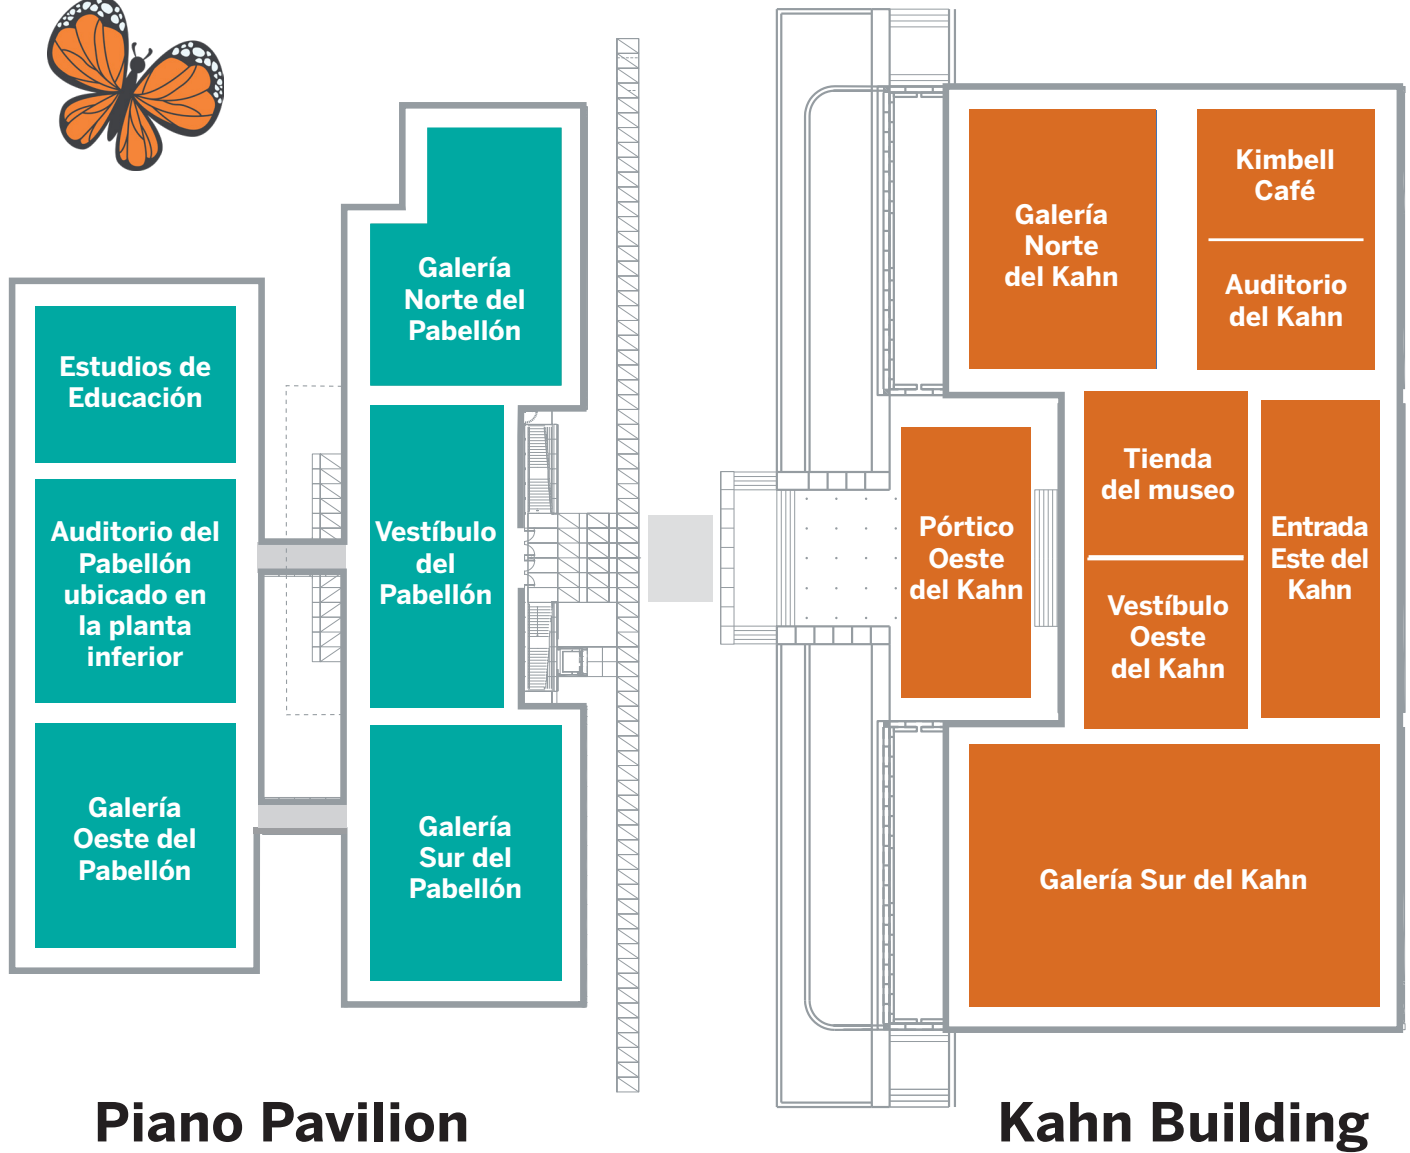 Galería
Norte del
Pabellón
Estudios de
Educación
Auditorio del
Pabellón
ubicado en
la planta
inferior
Vestíbulo
del
Pabellón
Galería
Oeste del
Pabellón
Galería
Sur del
Pabellón
Piano Pavilion
Galería
Norte
del Kahn
Kimbell
Café
Auditorio
del Kahn
Pórtico
Oeste
del Kahn
Tienda
del museo
Vestíbulo
Oeste
del Kahn
Entrada
Este del
Kahn
Galería Sur del Kahn
Kahn Building